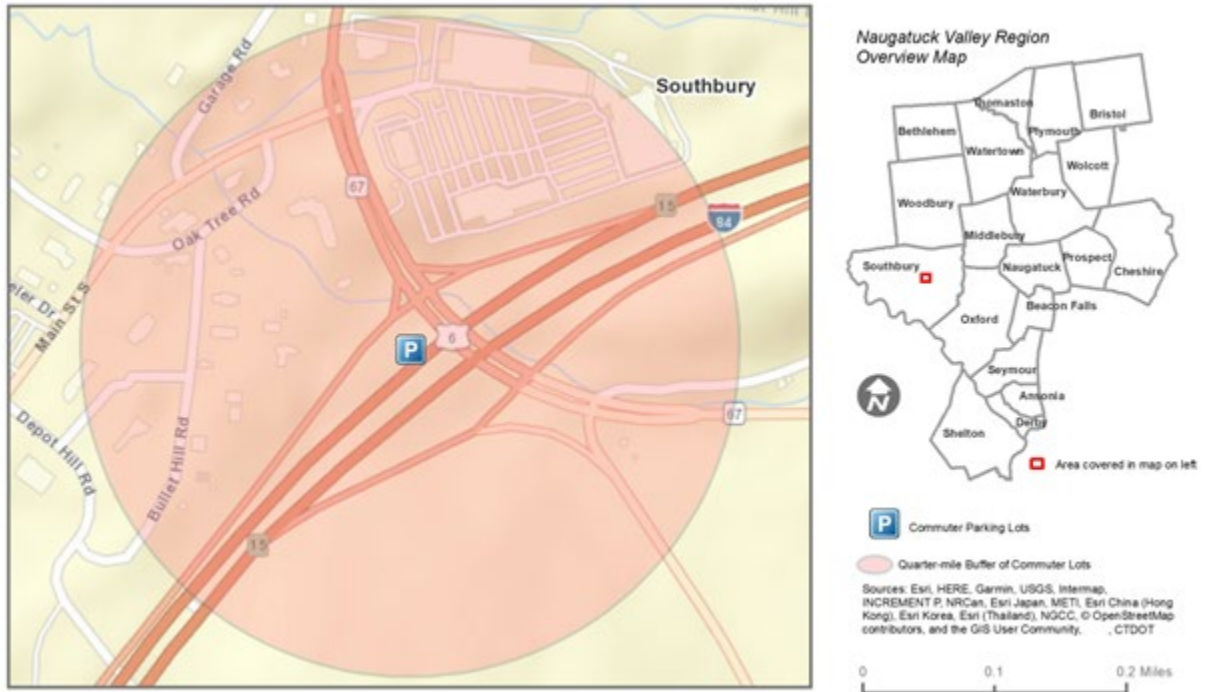 Garage Rd
Southbury
67
15
84
Oak Tree Rd
Main St S
6
P
67
Depot Hill Rd
Bullet Hill Rd
15
Naugatuck Valley Region
Overview Map
Thomaston
Bristol
Bethlehem
Plymouth
Watertown
Wolcott
Waterbury
Woodbury
Middlebury
Prospect
Southbury
Naugatuck
Cheshire
Beacon Falls
Oxford
Seymour
Ansonia
Derby
Shelton
N
Area covered in map on left
P
Commuter Parking Lots
Quarter-mile Buffer of Commuter Lots
Sources: Esri, HERE, Garmin, USGS, Intermap,
INCREMENT P, NRCan, Esri Japan, METI, Esri China (Hong
Kong), Esri Korea, Esri (Thailand), NGCC, © OpenStreetMap
contributors, and the GIS User Community, , CTDOT
0 0.1 0.2 Miles